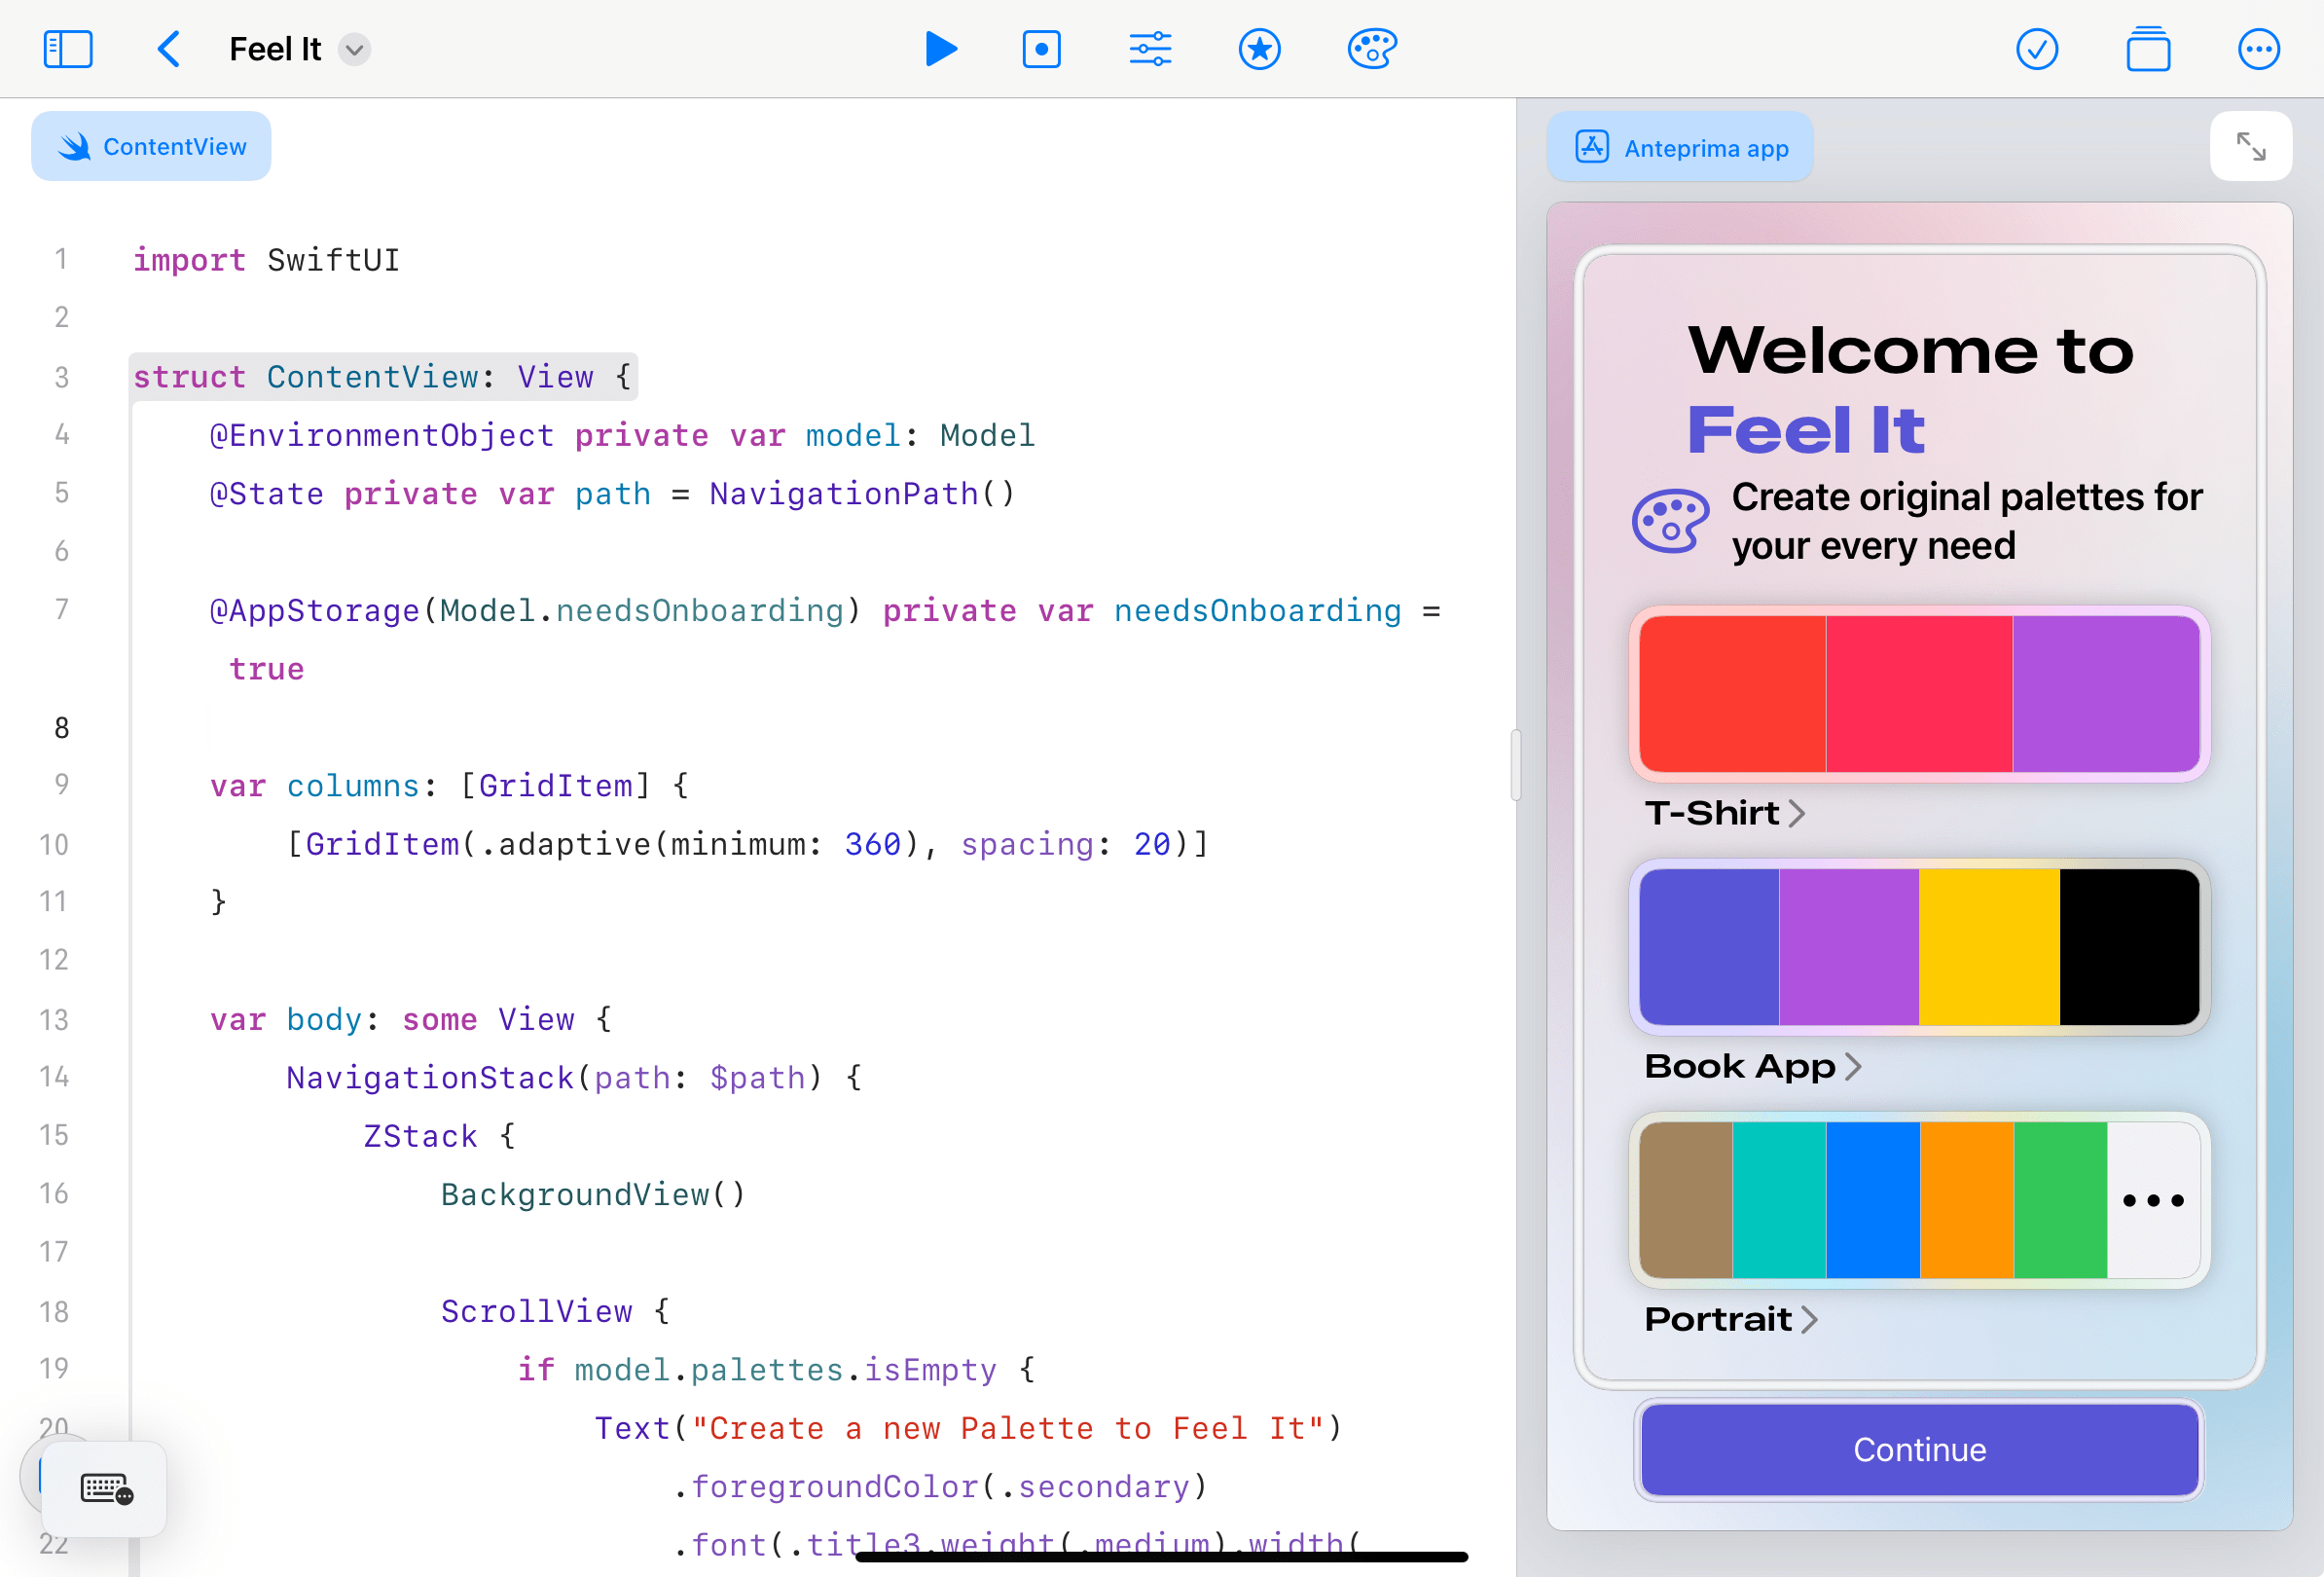 Feel It
ContentView
1 import SwiftUI
2
3 struct ContentView: View {
4 @EnvironmentObject private var model: Model
5 @State private var path = NavigationPath()
6
7 @AppStorage(Model.needsOnboarding) private var needsOnboarding =
true
8
9 var columns: [GridItem] {
10 [GridItem(.adaptive(minimum: 360), spacing: 20)]
11 }
12
13 var body: some View {
14 NavigationStack(path: $path) {
15 ZStack {
16 BackgroundView()
17
18 ScrollView {
19 if model.palettes.isEmpty {
20 Text("Create a new Palette to Feel It")
.foregroundColor(.secondary)
22 .font(.title3.weight(.medium).width(
Anteprima app
Welcome to
Feel It
Create original palettes for
your every need
T-Shirt
Book App
Portrait
Continue